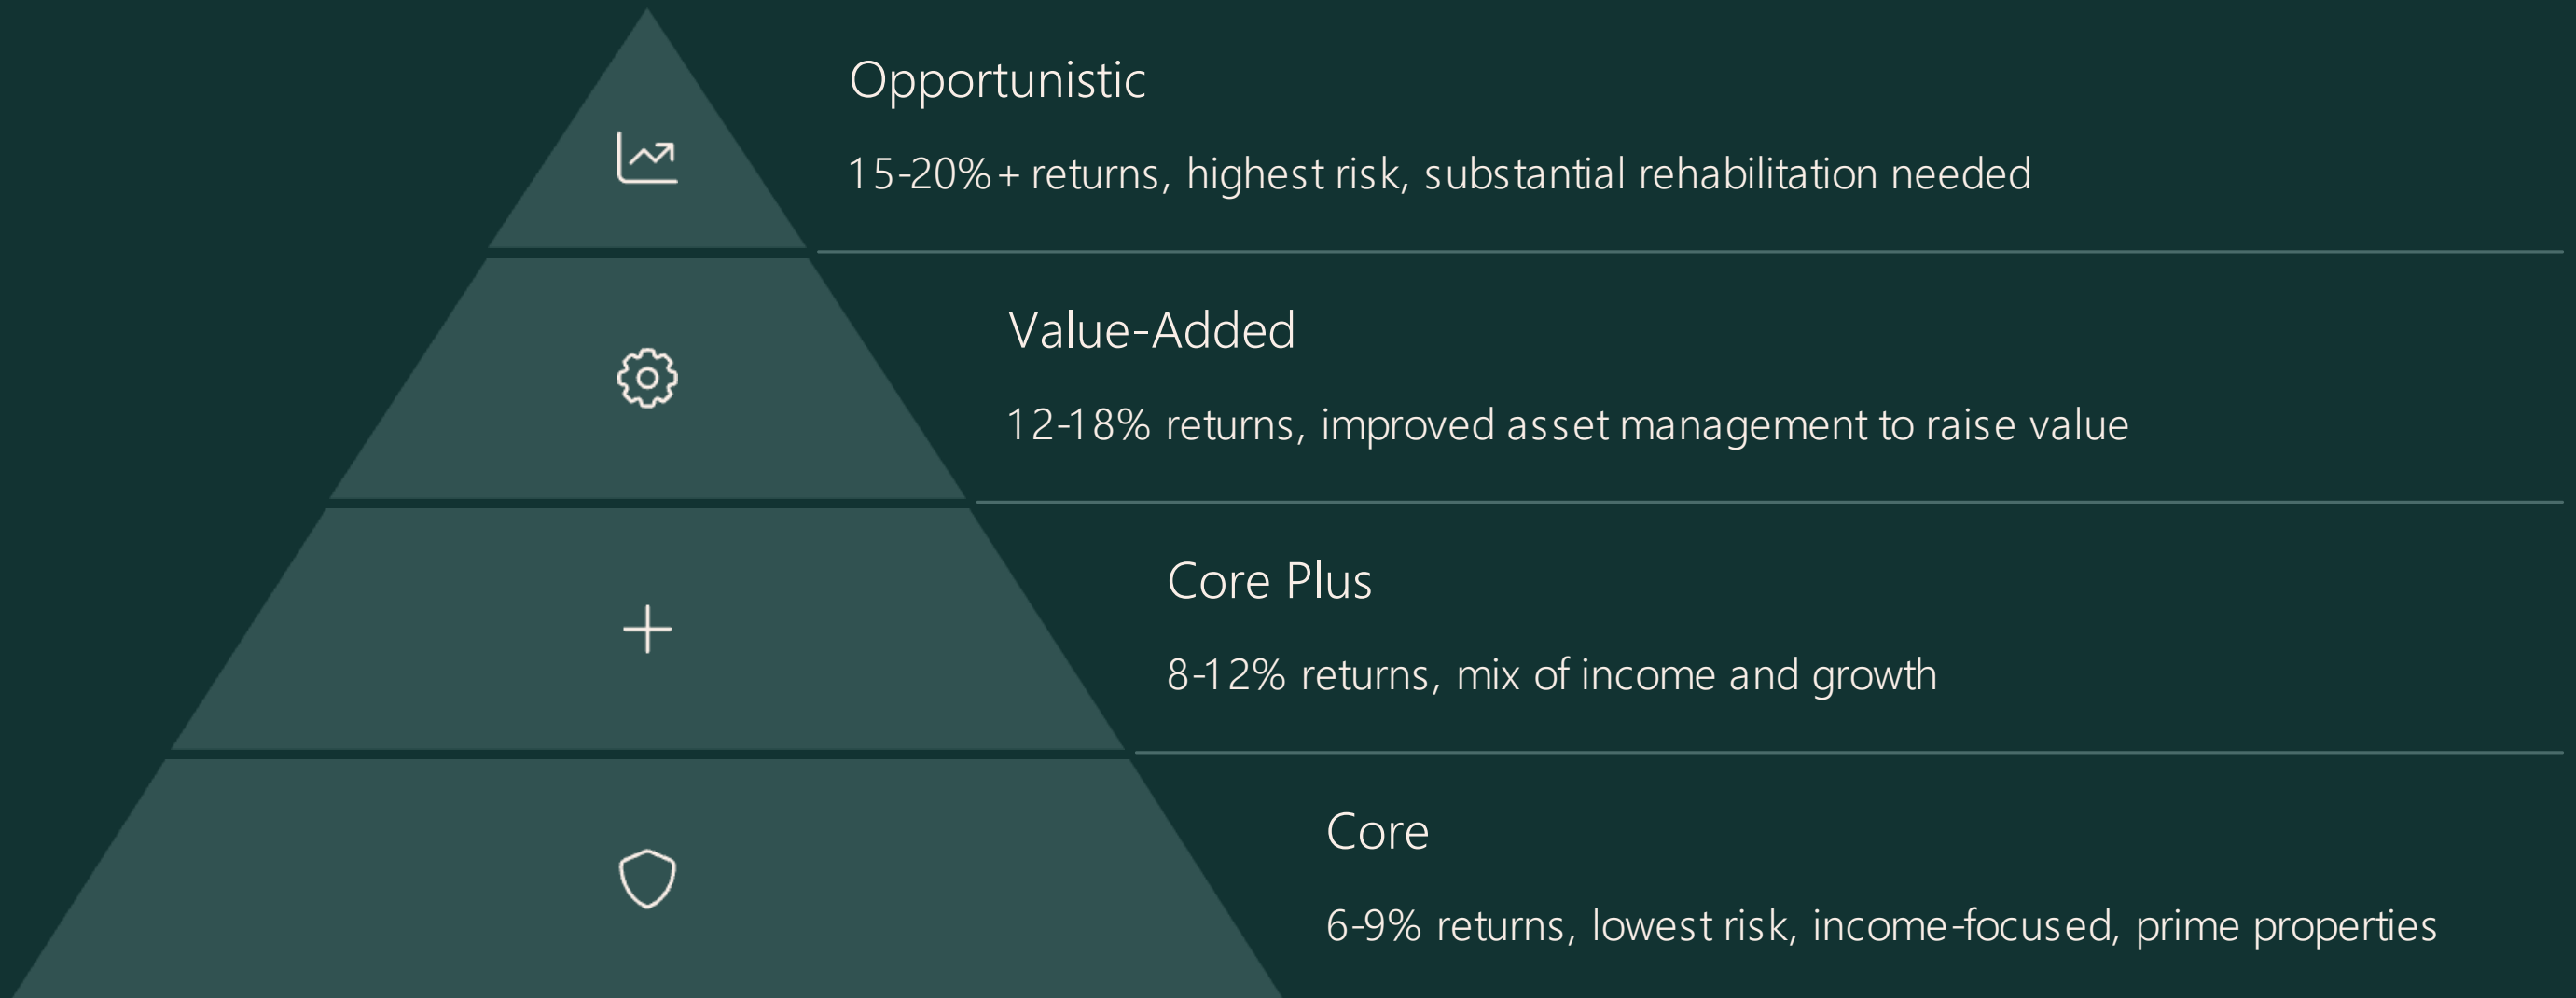 Opportunistic
15-20%+ returns, highest risk, substantial rehabilitation needed
Value-Added
12-18% returns, improved asset management to raise value
Core Plus
8-12% returns, mix of income and growth
Core
6-9% returns, lowest risk, income-focused, prime properties